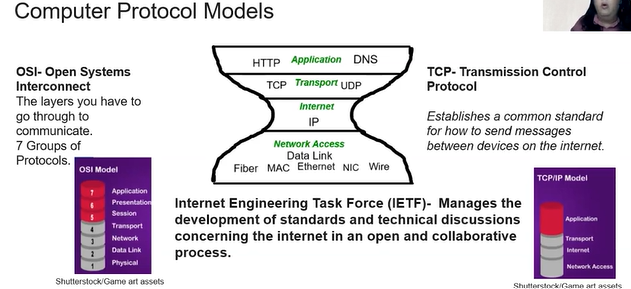 Computer Protocol Models
OSI- Open Systems
Interconnect
The layers you have to
go through to
communicate.
7 Groups of
Protocols.
OSI Model
7 Application
6 Presentation
5 Session
4 Transport
3 Network
2 Data Link
1 Physical
Shutterstock/Game art assets
HTTP Application DNS
TCP Transport UDP
Internet
IP
Network Access
Data Link
Fiber MAC Ethernet NIC Wire
Internet Engineering Task Force (IETF)- Manages the
development of standards and technical discussions
concerning the internet in an open and collaborative
process.
TCP- Transmission Control
Protocol
Establishes a common standard
for how to send messages
between devices on the internet.
TCP/IP Model
Application
Transport
Internet
Network Access
Shutterstock/Game art assets